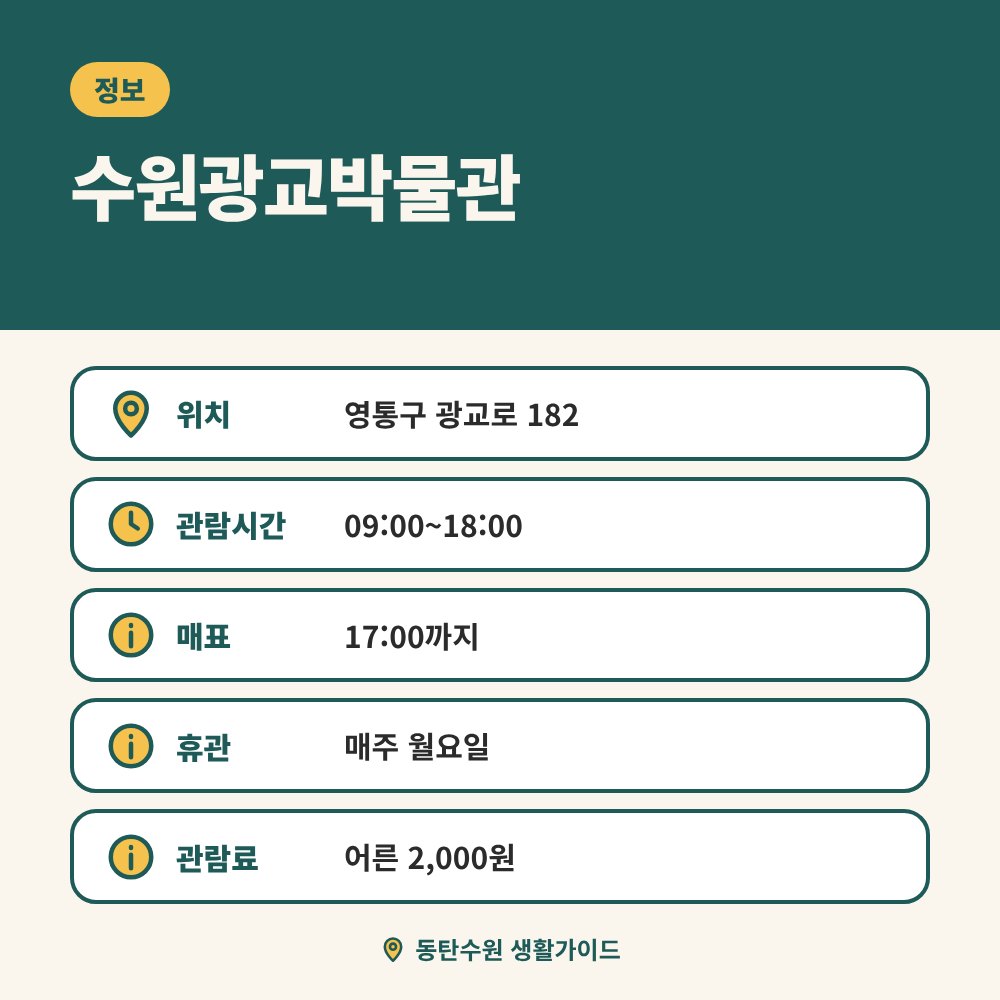 정보
수원광교박물관
위치 영통구 광교로 182
관람시간 09:00~18:00
매표 17:00까지
휴관 매주 월요일
관람료 어른 2,000원
동탄수원 생활가이드